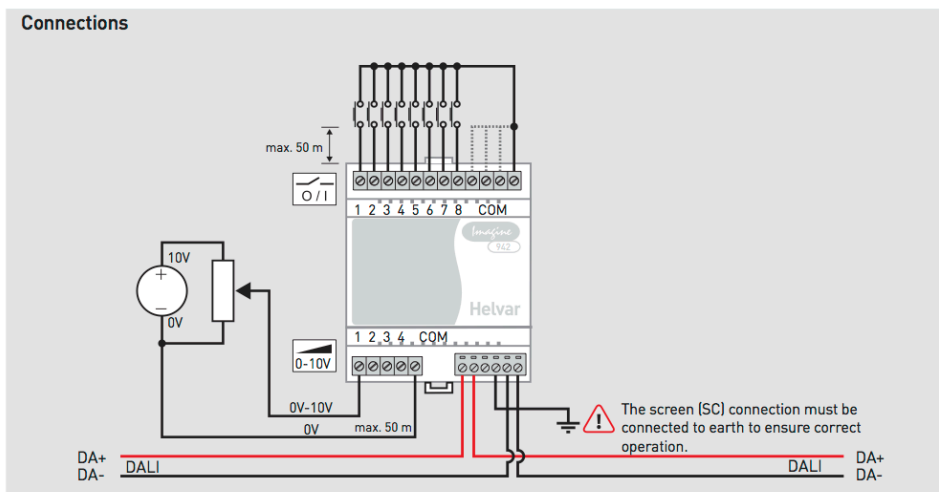 Connections
max. 50 m
O / I
1 2 3 4 5 6 7 8 COM
Imagine
942
10V
+
–
0V
Helvar
1 2 3 4 COM
0-10V
0V-10V
0V
max. 50 m
The screen (SC) connection must be
connected to earth to ensure correct
operation.
!
DA+
DALI
DA-
DA+
DALI
DA-